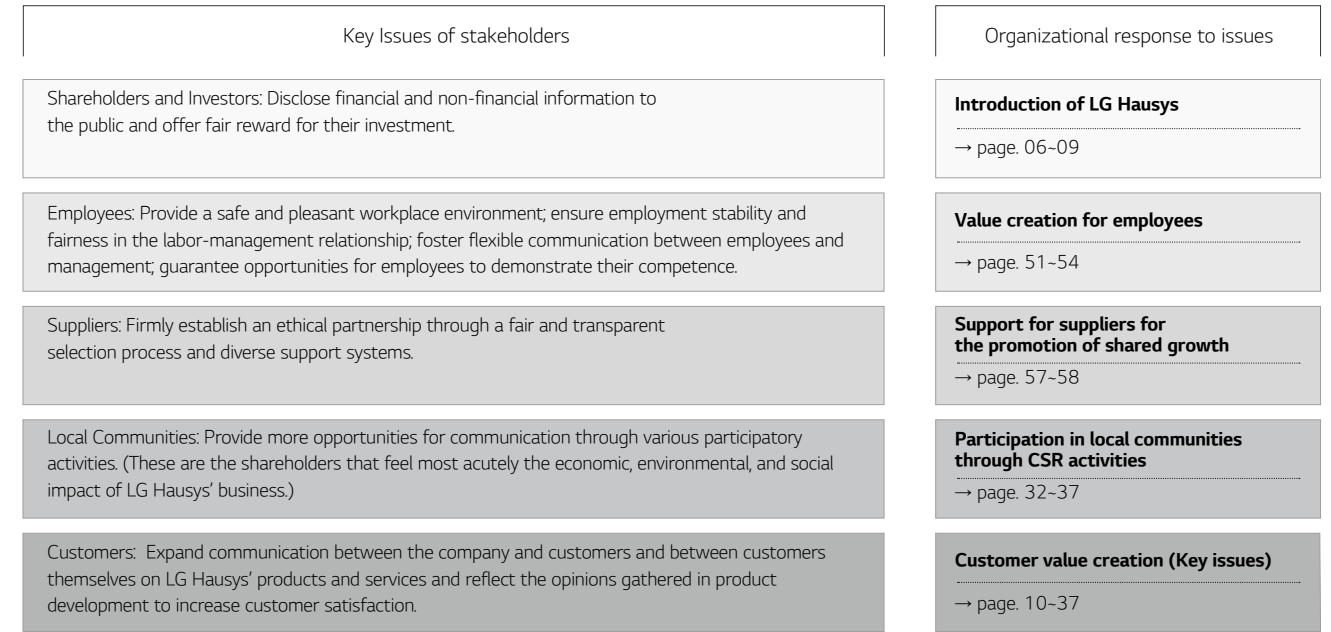 Key Issues of stakeholders
Organizational response to issues
Shareholders and Investors: Disclose financial and non-financial information to
the public and offer fair reward for their investment.
Introduction of LG Hausys
→ page. 06~09
Employees: Provide a safe and pleasant workplace environment; ensure employment stability and
fairness in the labor-management relationship; foster flexible communication between employees and
management; guarantee opportunities for employees to demonstrate their competence.
Value creation for employees
→ page. 51~54
Suppliers: Firmly establish an ethical partnership through a fair and transparent
selection process and diverse support systems.
Support for suppliers for
the promotion of shared growth
→ page. 57~58
Local Communities: Provide more opportunities for communication through various participatory
activities. (These are the shareholders that feel most acutely the economic, environmental, and social
impact of LG Hausys' business.)
Participation in local communities
through CSR activities
→ page. 32~37
Customers: Expand communication between the company and customers and between customers
themselves on LG Hausys' products and services and reflect the opinions gathered in product
development to increase customer satisfaction.
Customer value creation (Key issues)
→ page. 10~37